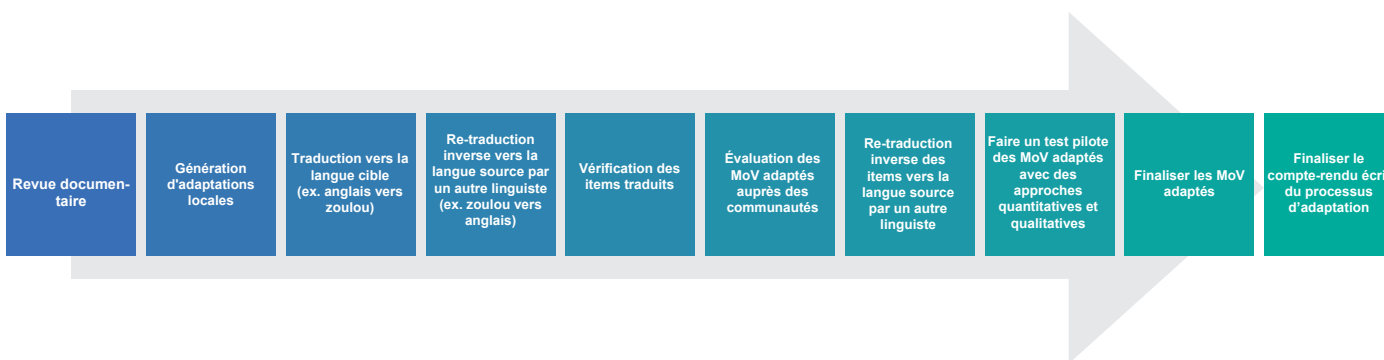 Revue documen-
taire
Génération
d'adaptations
locales
Traduction vers la
langue cible
(ex. anglais vers
zoulou)
Re-traduction
inverse vers la
langue source par
un autre linguiste
(ex. zoulou vers
anglais)
Vérification des
items traduits
Évaluation des
MoV adaptés
auprès des
communautés
Re-traduction
inverse des
items vers la
langue source
par un autre
linguiste
Faire un test pilote
des MoV adaptés
avec des
approches
quantitatives et
qualitatives
Finaliser les MoV
adaptés
Finaliser le
compte-rendu écri
du processus
d’adaptation